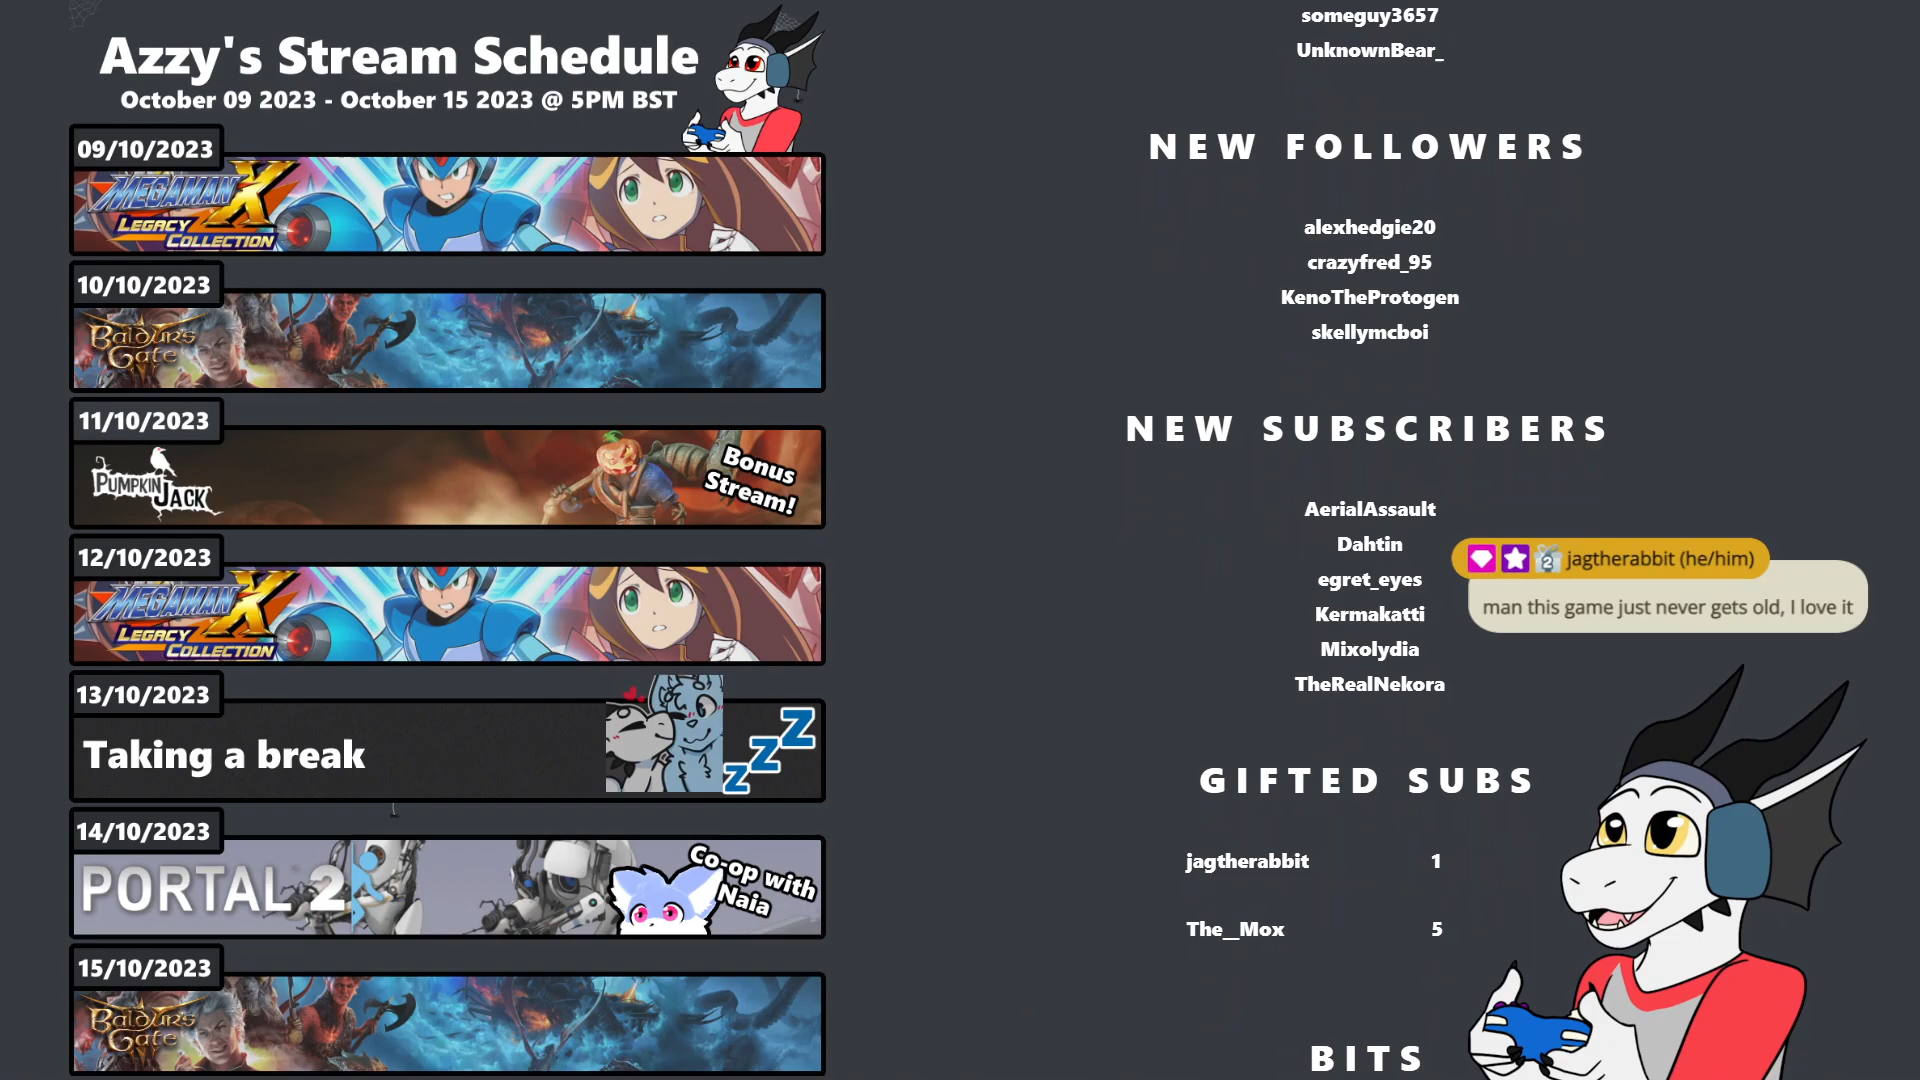 Azzy's Stream Schedule
October 09 2023 - October 15 2023 @ 5PM BST
09/10/2023
MEGAMAN X
LEGACY
COLLECTION
10/10/2023
BALDUR'S
GATE
11/10/2023
PUMPKIN
JACK
Bonus
Stream!
12/10/2023
MEGAMAN X
LEGACY
COLLECTION
13/10/2023
Taking a break
z z z
14/10/2023
PORTAL 2
Co-op with
Naia
15/10/2023
BALDUR'S
GATE
someguy3657
UnknownBear_
NEW FOLLOWERS
alexhedgie20
crazyfred_95
KenoTheProtogen
skellymcboi
NEW SUBSCRIBERS
AerialAssault
Dahtin
egret_eyes
Kermakatti
Mixolydia
TheRealNekora
2 jagtherabbit (he/him)
man this game just never gets old, I love it
GIFTED SUBS
jagtherabbit 1
The__Mox 5
BITS